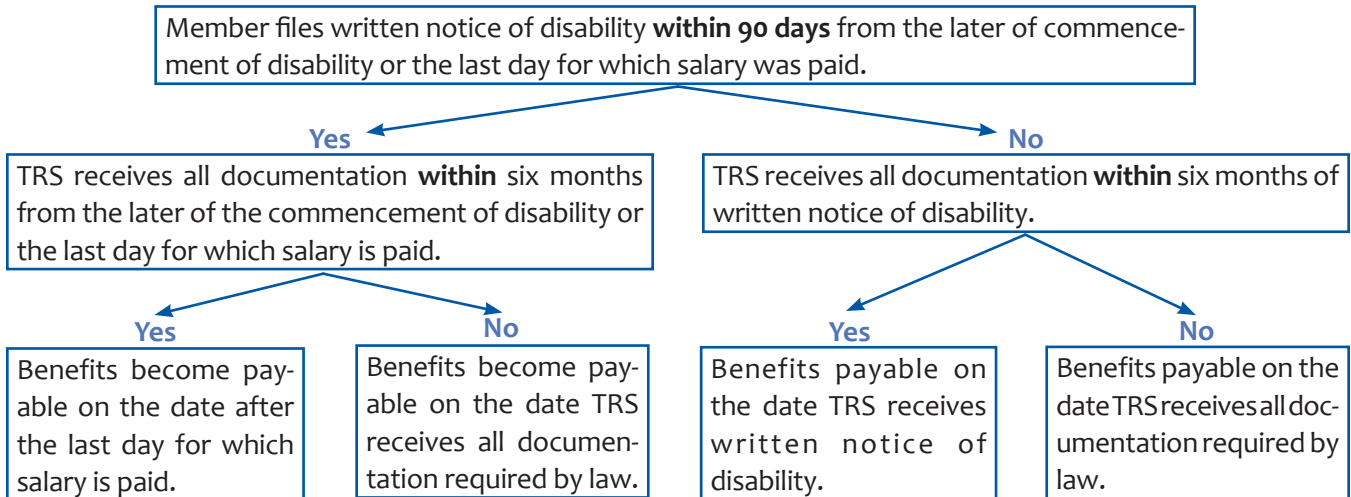 Member files written notice of disability within 90 days from the later of commence-
ment of disability or the last day for which salary was paid.
Yes
No
TRS receives all documentation within six months
from the later of the commencement of disability or
the last day for which salary is paid.
TRS receives all documentation within six months of
written notice of disability.
Yes
No
Yes
No
Benefits become pay-
able on the date after
the last day for which
salary is paid.
Benefits become pay-
able on the date TRS
receives all documen-
tation required by law.
Benefits payable on
the date TRS receives
written notice of
disability.
Benefits payable on the
date TRS receives all doc-
umentation required by
law.